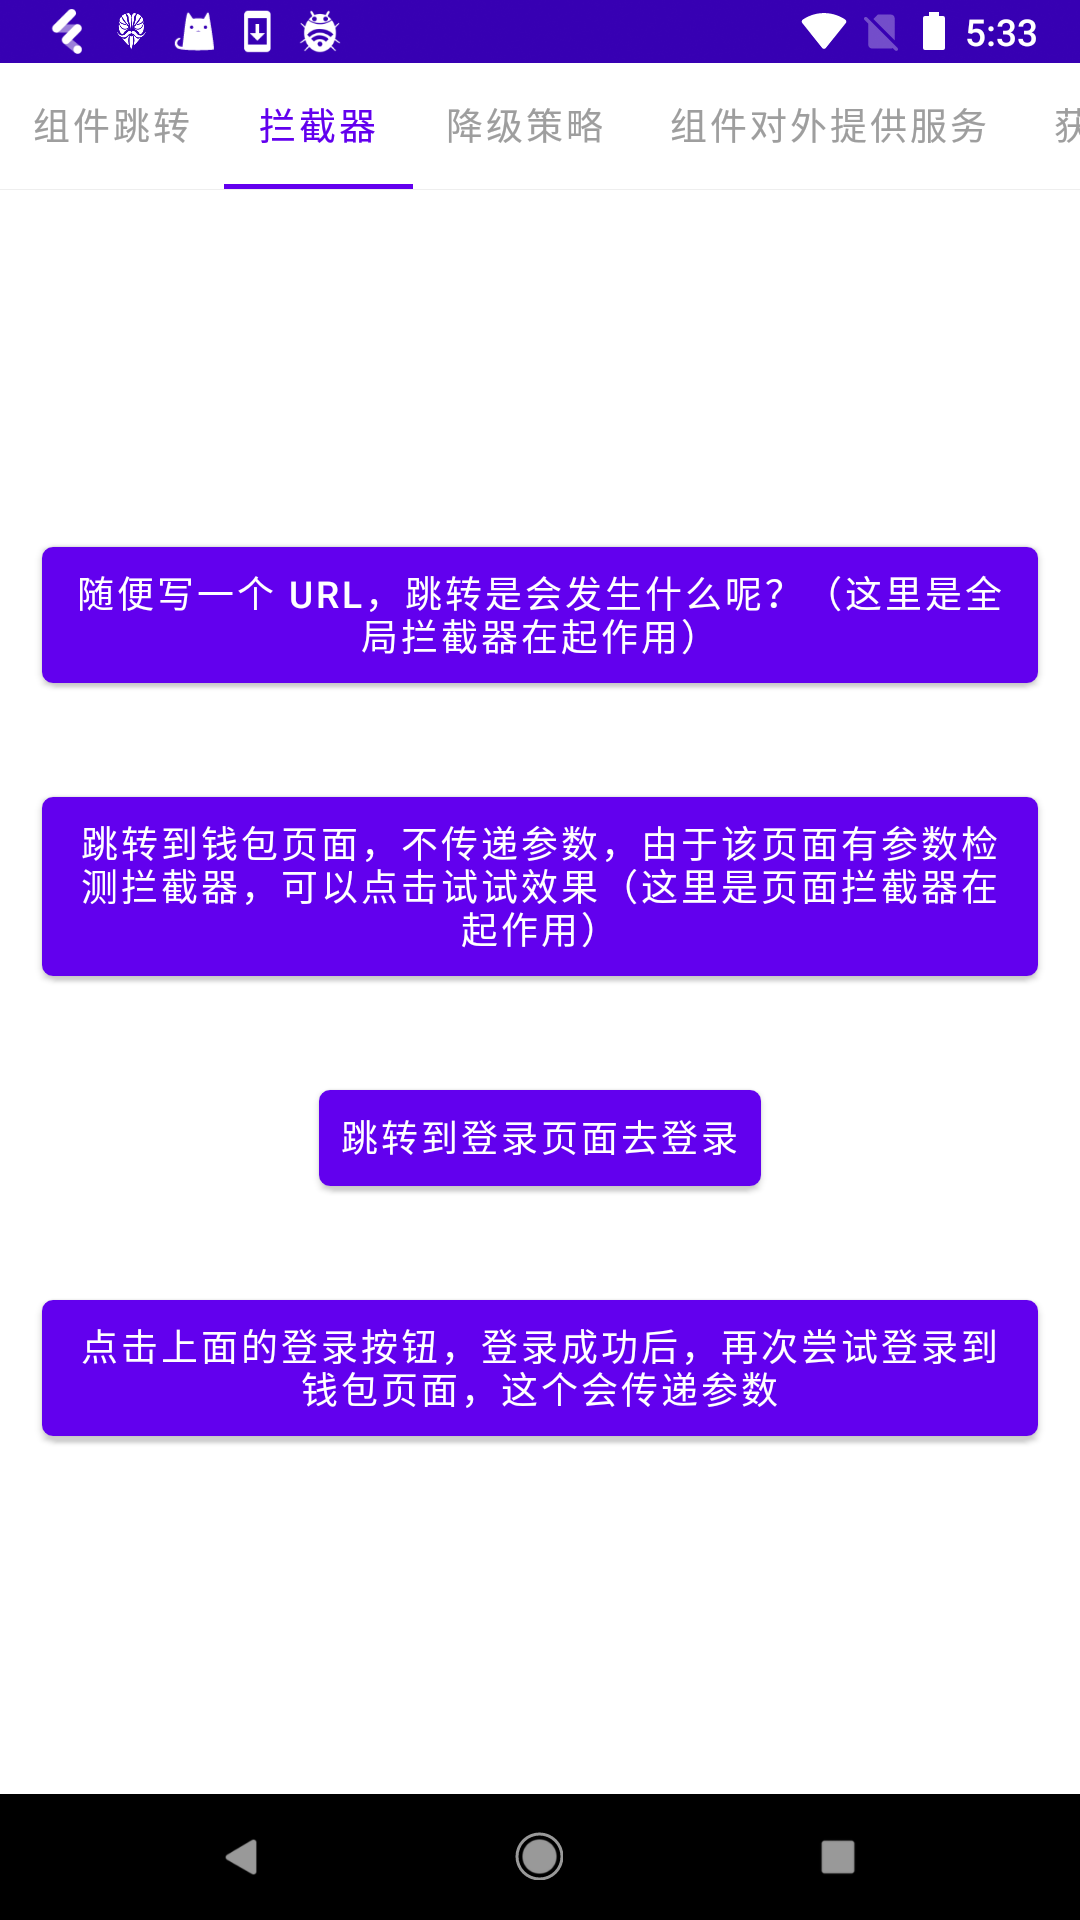 5:33
组件跳转 拦截器 降级策略 组件对外提供服务 获
随便写一个 URL，跳转是会发生什么呢？（这里是全
局拦截器在起作用）
跳转到钱包页面，不传递参数，由于该页面有参数检
测拦截器，可以点击试试效果（这里是页面拦截器在
起作用）
跳转到登录页面去登录
点击上面的登录按钮，登录成功后，再次尝试登录到
钱包页面，这个会传递参数